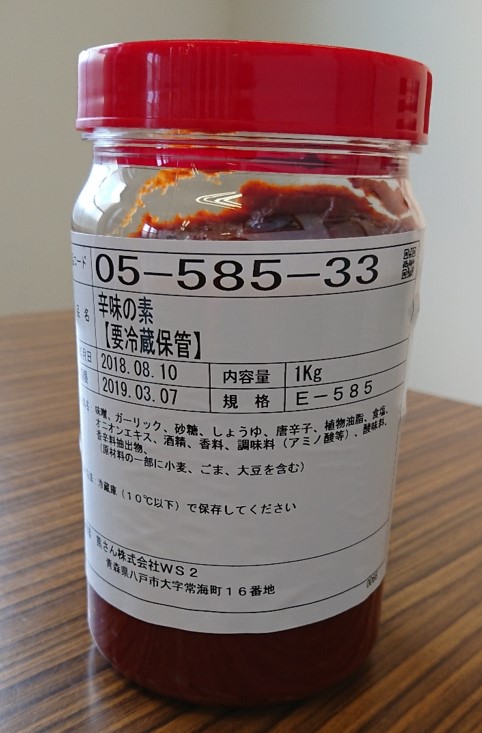 コード 05-585-33
品名 辛味の素
【要冷蔵保管】
2018.08.10 内容量 1Kg
2019.03.07 規格 E-585
味噌、ガーリック、砂糖、しょうゆ、唐辛子、植物油脂、食塩、
オニオンエキス、酒精、香料、調味料(アミノ酸等)、酸味料、
香辛料抽出物、
(原材料の一部に小麦、ごま、大豆を含む)
冷蔵庫(10℃以下)で保存してください
熊さん株式会社WS2
青森県八戸市大字常海町16番地